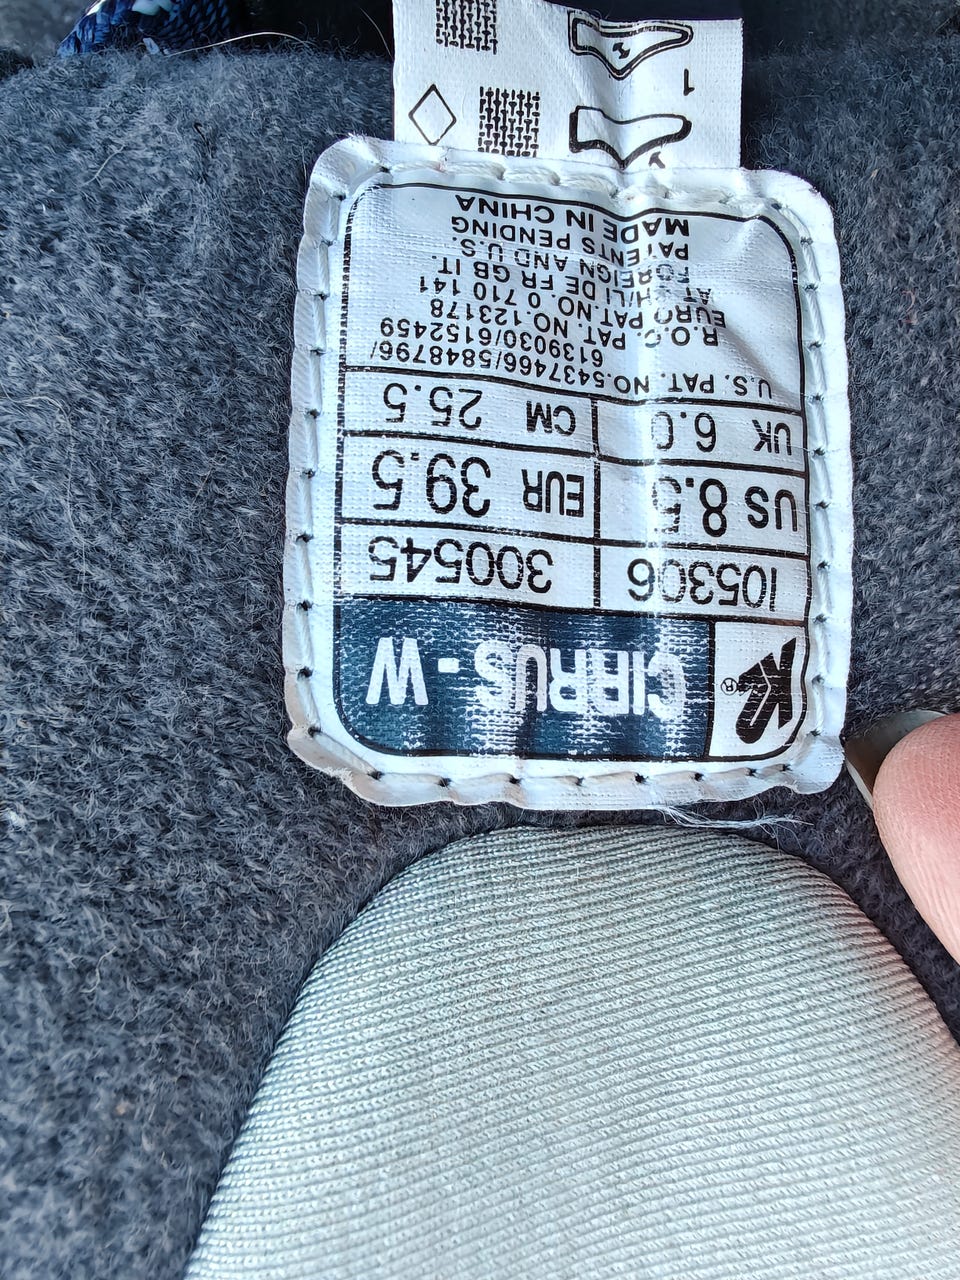 K2®
CIRRUS-W
I05306 300545
US 8.5 EUR 39.5
UK 6.0 CM 25.5
U.S. PAT. NO.5437466/5848796/
6139030/6152459
R.O.C. PAT. NO.123178
EURO PAT. NO. 0 710 141
AT CH/LI DE FR GB IT.
FOREIGN AND U.S.
PATENTS PENDING
MADE IN CHINA
1